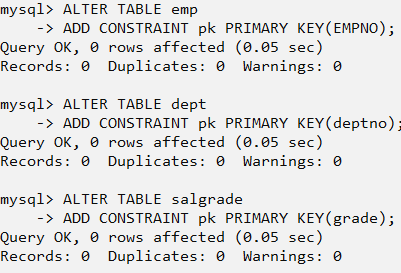 mysql> ALTER TABLE emp
    -> ADD CONSTRAINT pk PRIMARY KEY(EMPNO);
Query OK, 0 rows affected (0.05 sec)
Records: 0  Duplicates: 0  Warnings: 0

mysql> ALTER TABLE dept
    -> ADD CONSTRAINT pk PRIMARY KEY(deptno);
Query OK, 0 rows affected (0.05 sec)
Records: 0  Duplicates: 0  Warnings: 0

mysql> ALTER TABLE salgrade
    -> ADD CONSTRAINT pk PRIMARY KEY(grade);
Query OK, 0 rows affected (0.05 sec)
Records: 0  Duplicates: 0  Warnings: 0